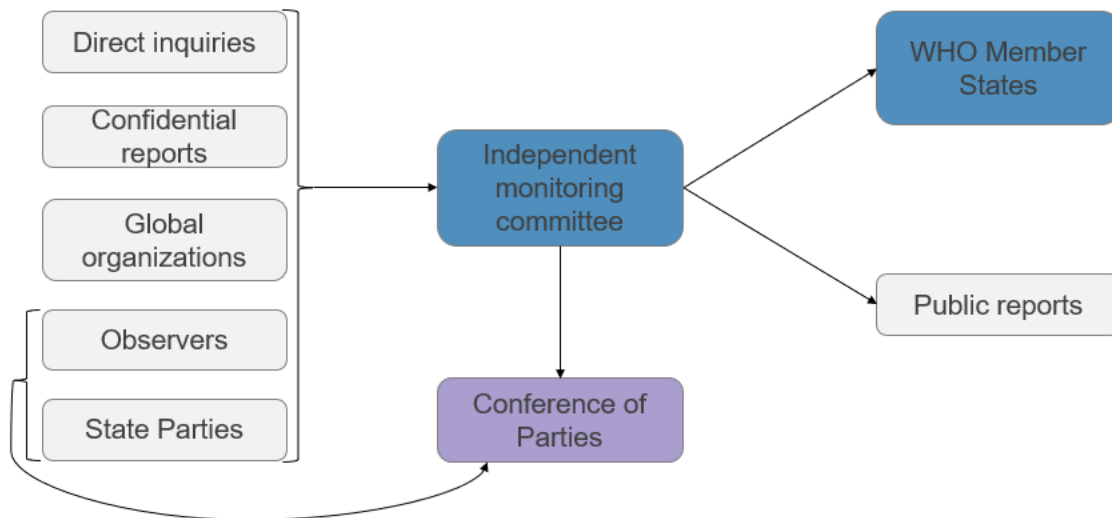 Direct inquiries
Confidential
reports
Global
organizations
Observers
State Parties
Independent
monitoring
committee
Conference of
Parties
WHO Member
States
Public reports